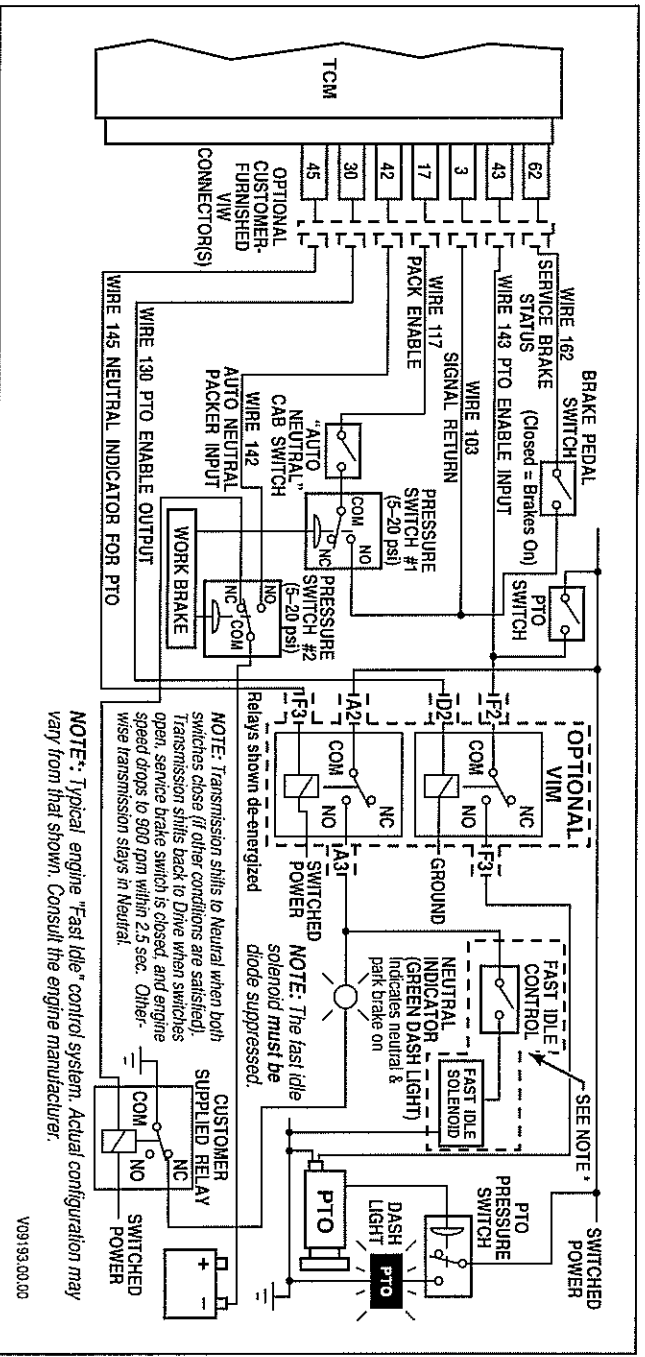 TCM
62
43
3
17
42
30
45
OPTIONAL
CUSTOMER-
FURNISHED
VIW
CONNECTOR(S)
WIRE 162
SERVICE BRAKE
STATUS
BRAKE PEDAL
SWITCH
(Closed = Brakes On)
WIRE 143 PTO ENABLE INPUT
WIRE 103
SIGNAL RETURN
WIRE 117
PACK ENABLE
"AUTO
NEUTRAL"
CAB SWITCH
WIRE 142
AUTO NEUTRAL
PACKER INPUT
WIRE 130 PTO ENABLE OUTPUT
WIRE 145 NEUTRAL INDICATOR FOR PTO
PRESSURE
SWITCH #1
(5–20 psi)
COM
NO
NC
PRESSURE
SWITCH #2
(5–20 psi)
NO
COM
NC
WORK BRAKE
PTO
SWITCH
OPTIONAL
VIM
F2
D2
A2
F3
NC
COM
NO
F3
GROUND
NC
COM
NO
A3
SWITCHED
POWER
Relays shown de-energized
NOTE: Transmission shifts to Neutral when both
switches close (if other conditions are satisfied).
Transmission shifts back to Drive when switches
open, service brake switch is closed, and engine
speed drops to 900 rpm within 2.5 sec. Other-
wise transmission stays in Neutral.
FAST IDLE
CONTROL
SEE NOTE *
FAST IDLE
SOLENOID
NEUTRAL
INDICATOR
(GREEN DASH LIGHT)
Indicates neutral &
park brake on
NOTE: The fast idle
solenoid must be
diode suppressed.
SWITCHED
POWER
PTO
PRESSURE
SWITCH
DASH
LIGHT
PTO
PTO
CUSTOMER
SUPPLIED RELAY
NC
COM
NO
SWITCHED
POWER
+
–
NOTE*: Typical engine "Fast Idle" control system. Actual configuration may
vary from that shown. Consult the engine manufacturer.
V09193.00.00